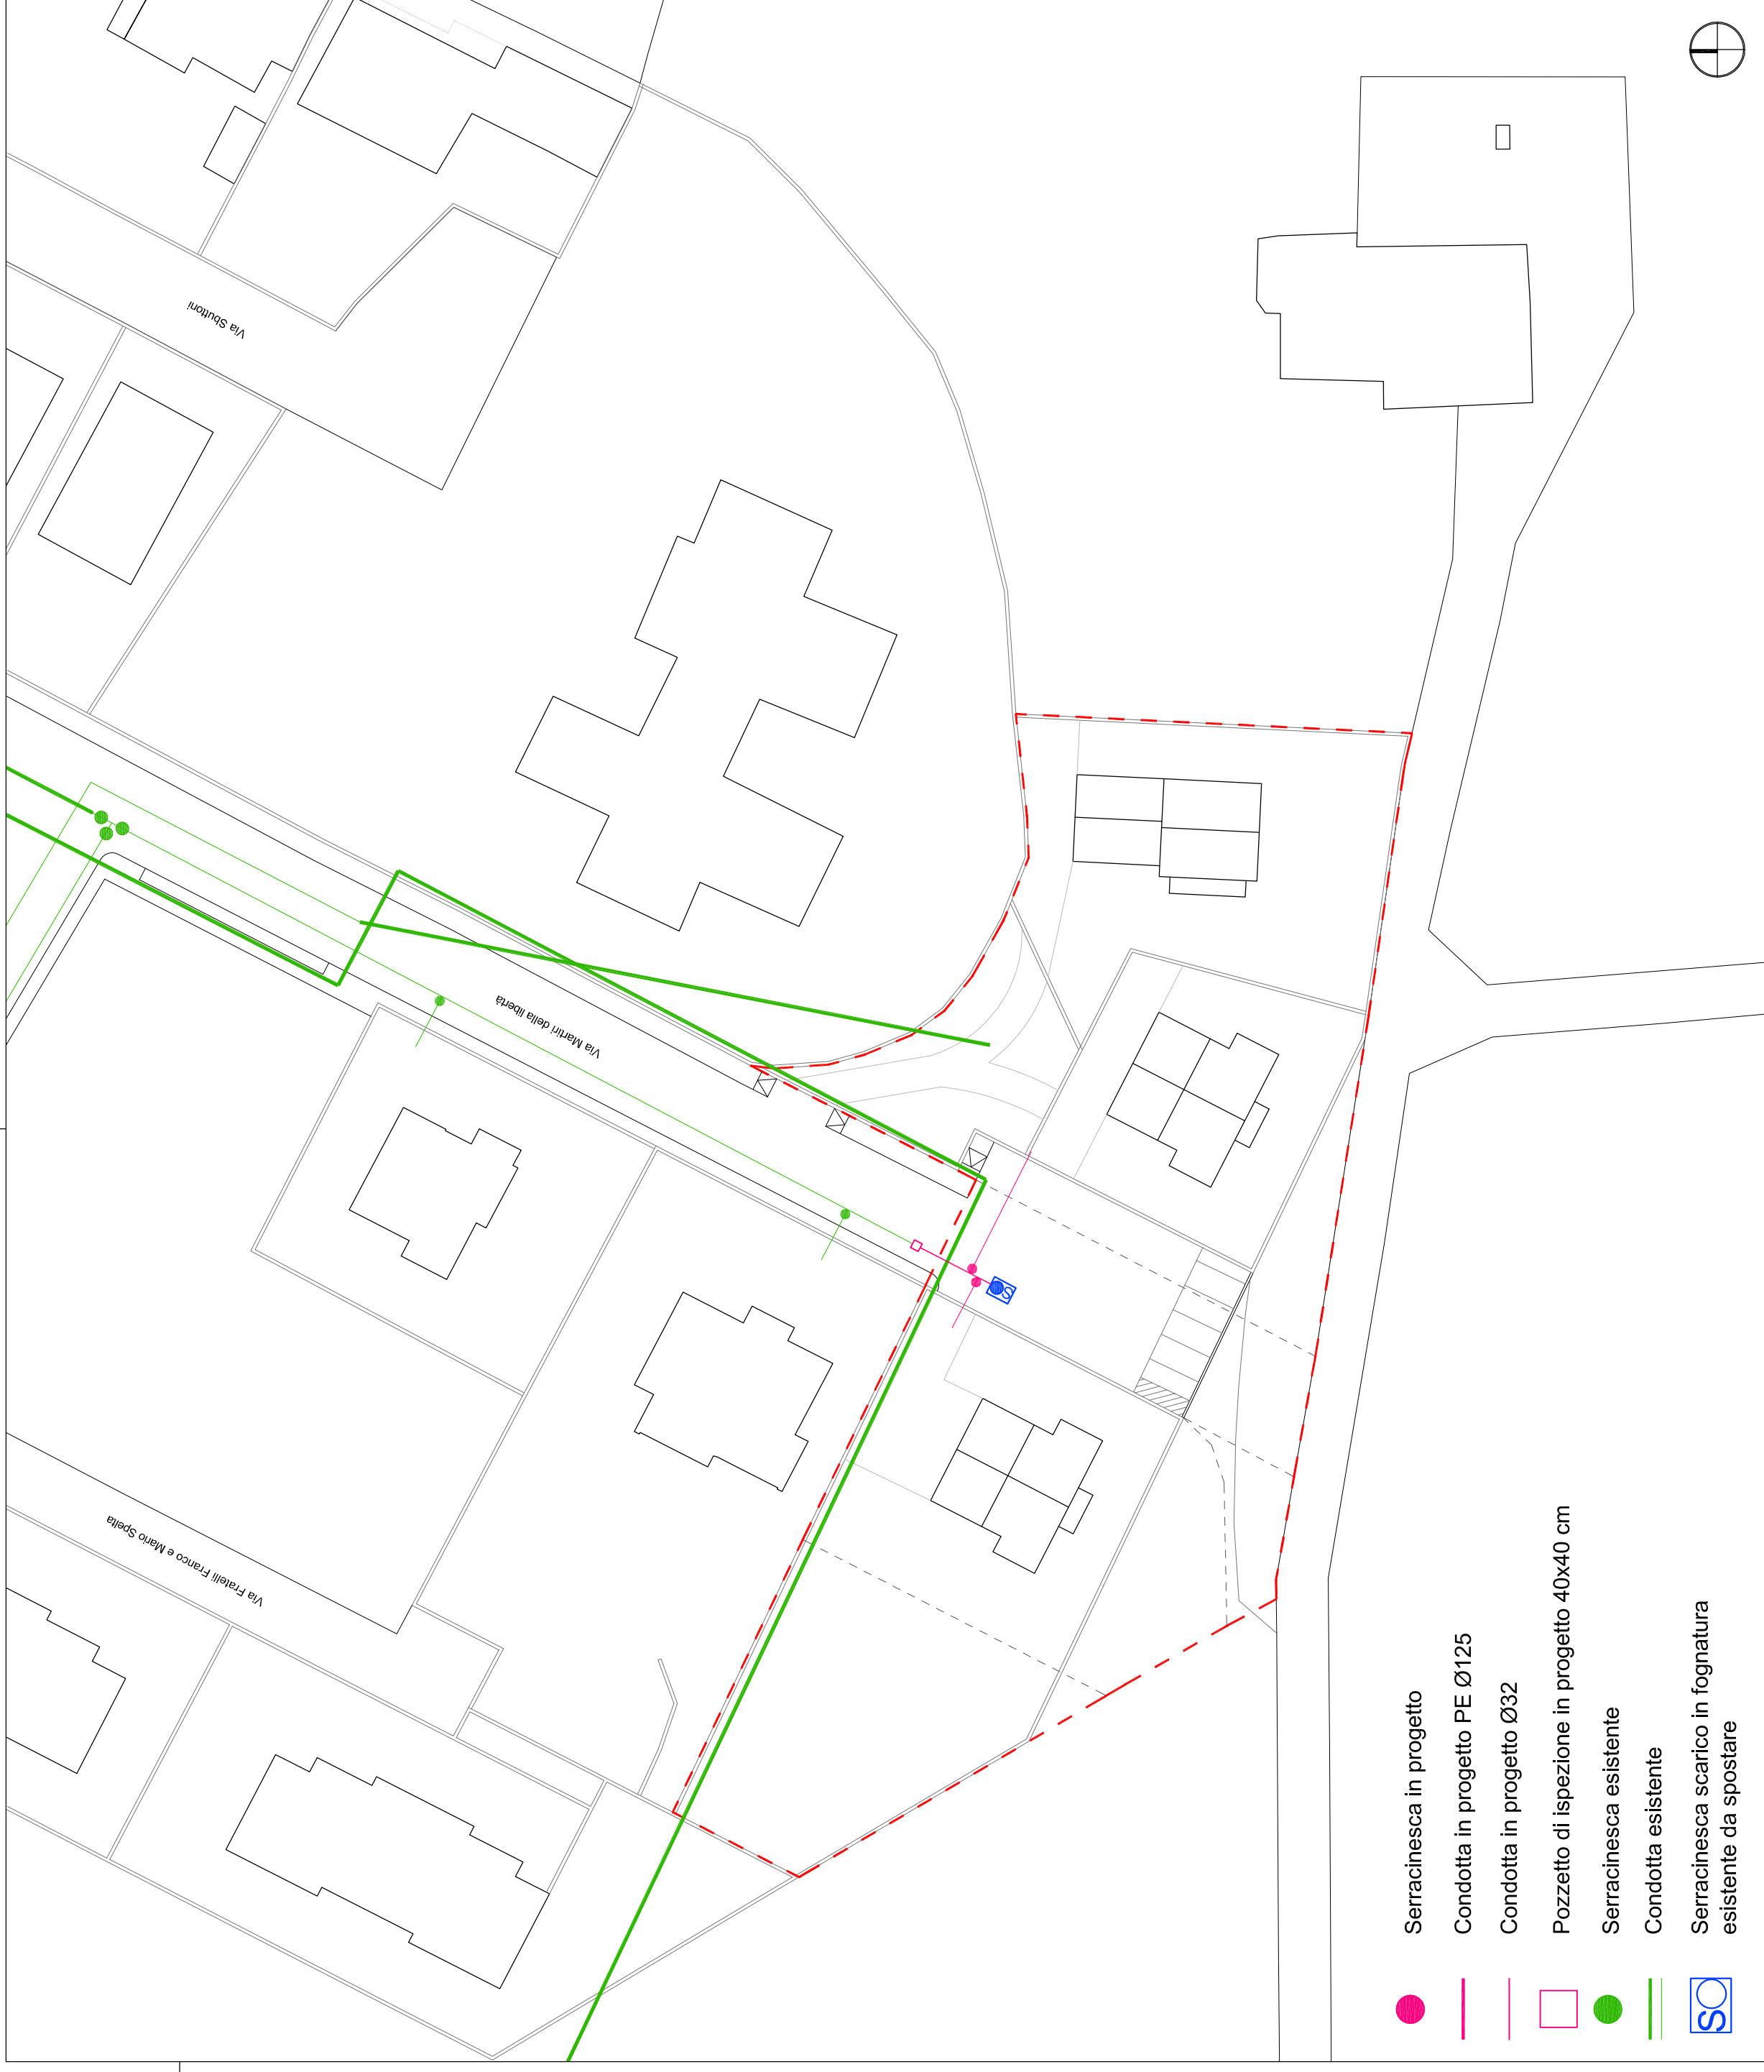 Via Sbuttoni
Via Martiri della libertà
Via Fratelli Franco e Mario Spelta
S
Serracinesca in progetto
Condotta in progetto PE Ø125
Condotta in progetto Ø32
Pozzetto di ispezione in progetto 40x40 cm
Serracinesca esistente
Condotta esistente
S
Serracinesca scarico in fognatura
esistente da spostare